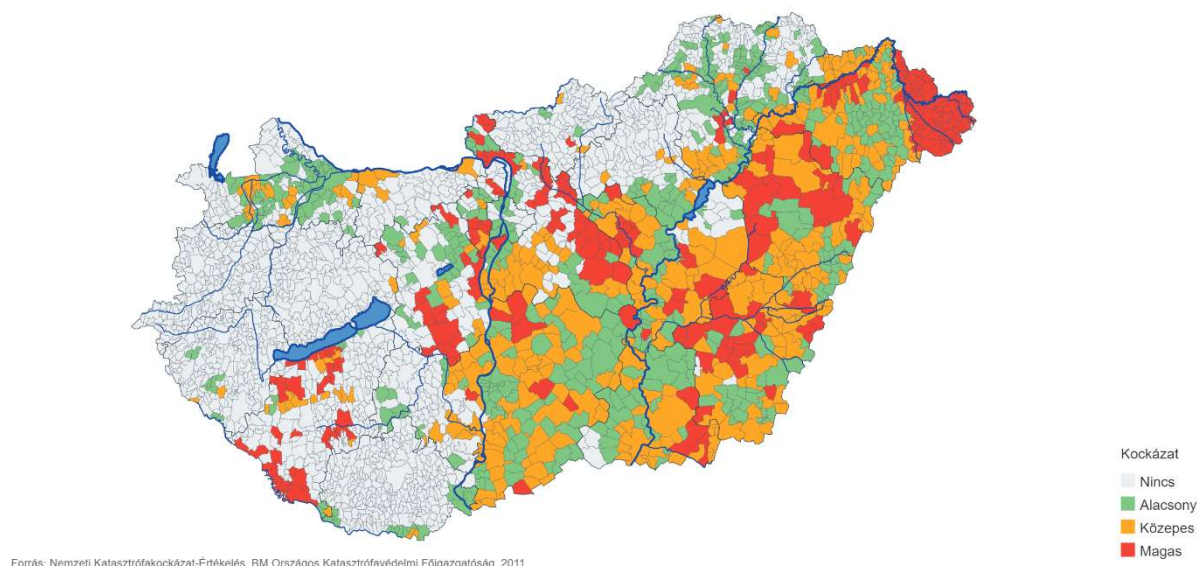 Kockázat
Nincs
Alacsony
Közepes
Magas
Forrás: Nemzeti Katasztrófakockázat-Értékelés, BM Országos Katasztrófavédelmi Főigazgatóság, 2011